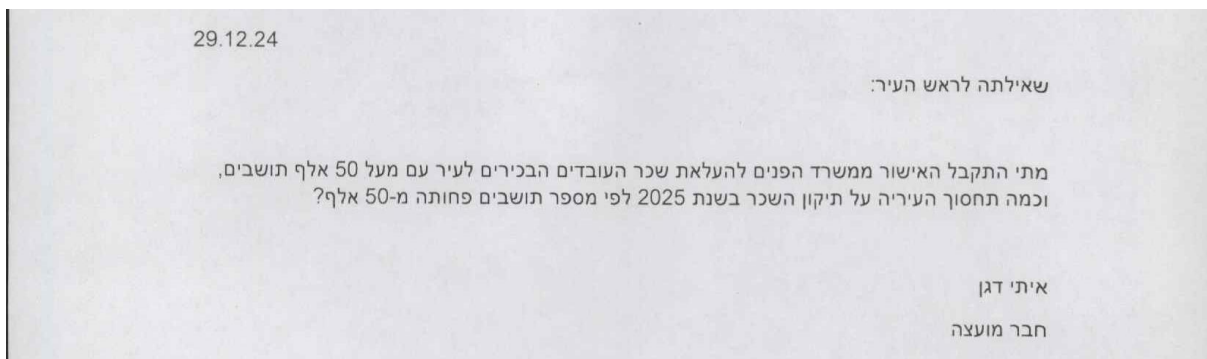 29.12.24
שאילתה לראש העיר:
מתי התקבל האישור ממשרד הפנים להעלאת שכר העובדים הבכירים לעיר עם מעל 50 אלף תושבים,
וכמה תחסוך העיריה על תיקון השכר בשנת 2025 לפי מספר תושבים פחותה מ-50 אלף?
איתי דגן
חבר מועצה